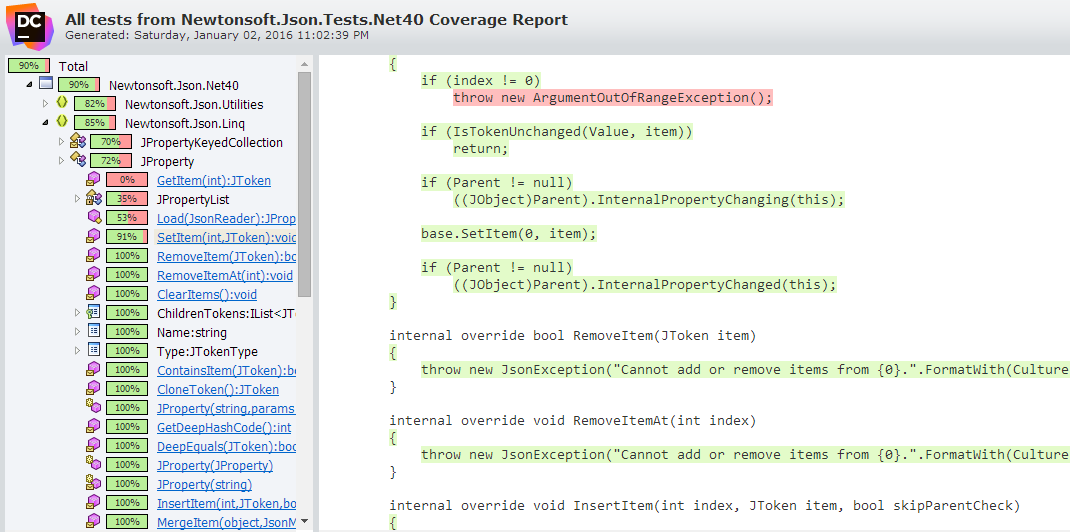 DC
All tests from Newtonsoft.Json.Tests.Net40 Coverage Report
Generated: Saturday, January 02, 2016 11:02:39 PM
90% Total
90% Newtonsoft.Json.Net40
82% Newtonsoft.Json.Utilities
85% Newtonsoft.Json.Linq
70% JPropertyKeyedCollection
72% JProperty
0% GetItem(int):JToken
35% JPropertyList
53% Load(JsonReader):JProp
91% SetItem(int,JToken):void
100% RemoveItem(JToken):bo
100% RemoveItemAt(int):void
100% ClearItems():void
100% ChildrenTokens:IList<JT
100% Name:string
100% Type:JTokenType
100% ContainsItem(JToken):bo
100% CloneToken():JToken
100% JProperty(string,params
100% GetDeepHashCode():int
100% DeepEquals(JToken):boo
100% JProperty(JProperty)
100% JProperty(string)
100% InsertItem(int,JToken,bo
100% MergeItem(object,JsonM
{
if (index != 0)
throw new ArgumentOutOfRangeException();
if (IsTokenUnchanged(Value, item))
return;
if (Parent != null)
((JObject)Parent).InternalPropertyChanging(this);
base.SetItem(0, item);
if (Parent != null)
((JObject)Parent).InternalPropertyChanged(this);
}
internal override bool RemoveItem(JToken item)
{
throw new JsonException("Cannot add or remove items from {0}.".FormatWith(Culture
}
internal override void RemoveItemAt(int index)
{
throw new JsonException("Cannot add or remove items from {0}.".FormatWith(Culture
}
internal override void InsertItem(int index, JToken item, bool skipParentCheck)
{